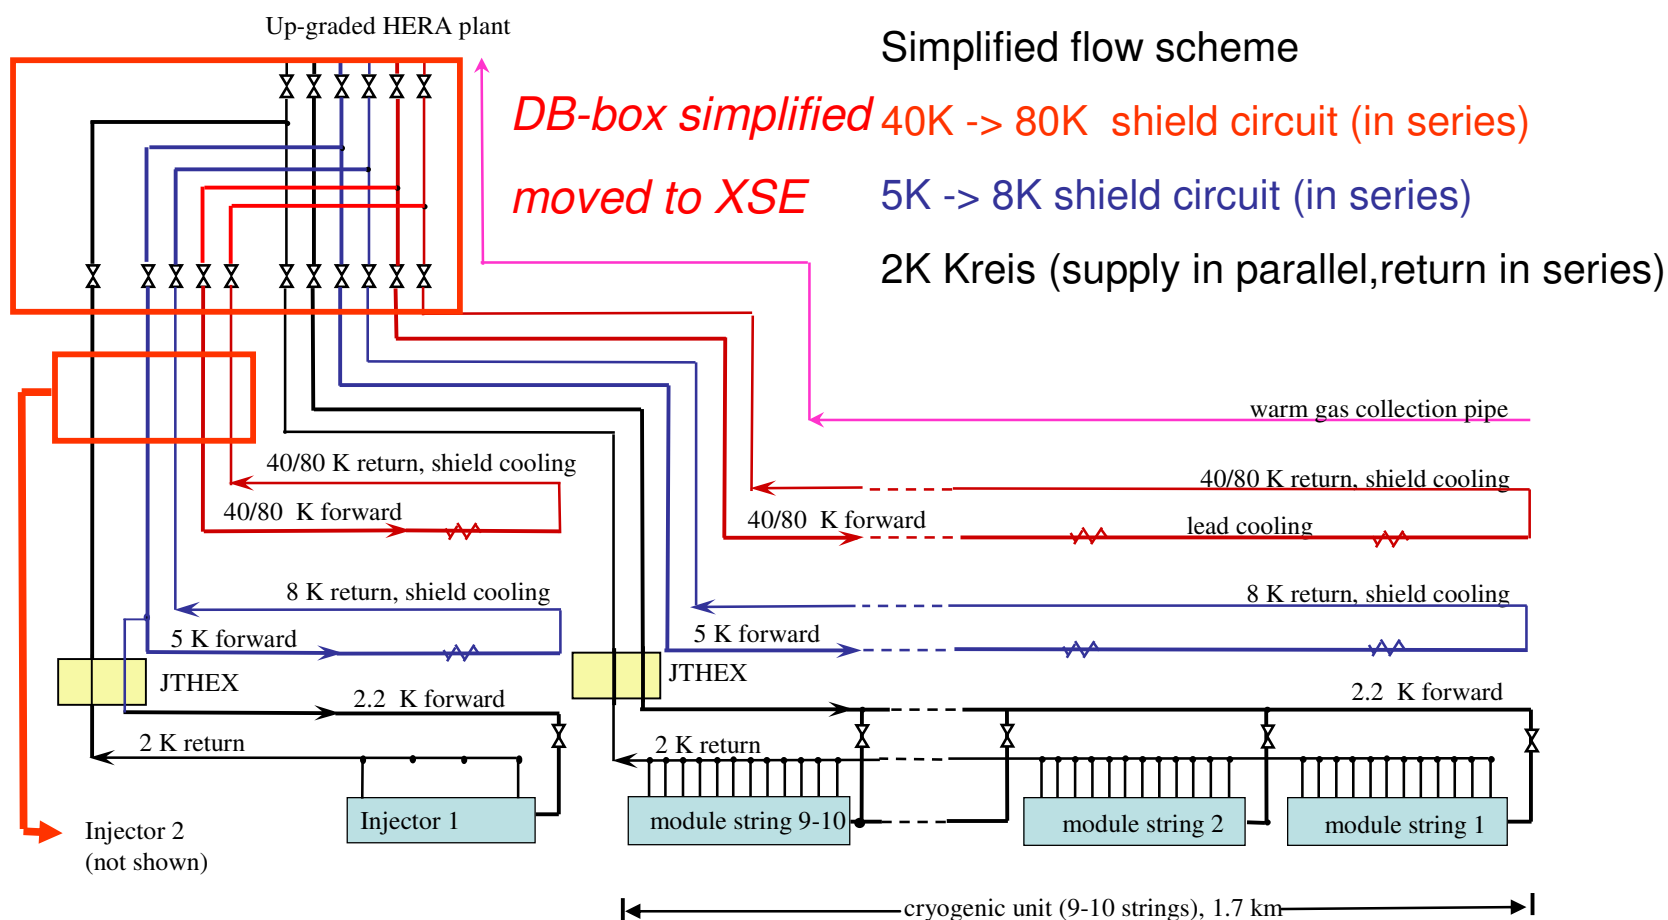 Up-graded HERA plant
Simplified flow scheme
DB-box simplified
moved to XSE
40K -> 80K  shield circuit (in series)
5K -> 8K shield circuit (in series)
2K Kreis (supply in parallel,return in series)
warm gas collection pipe
40/80 K return, shield cooling
40/80  K forward
40/80 K return, shield cooling
40/80  K forward
lead cooling
8 K return, shield cooling
5 K forward
8 K return, shield cooling
5 K forward
JTHEX
JTHEX
2.2  K forward
2.2  K forward
2 K return
2 K return
Injector 1
module string 9-10
module string 2
module string 1
Injector 2
(not shown)
cryogenic unit (9-10 strings), 1.7 km